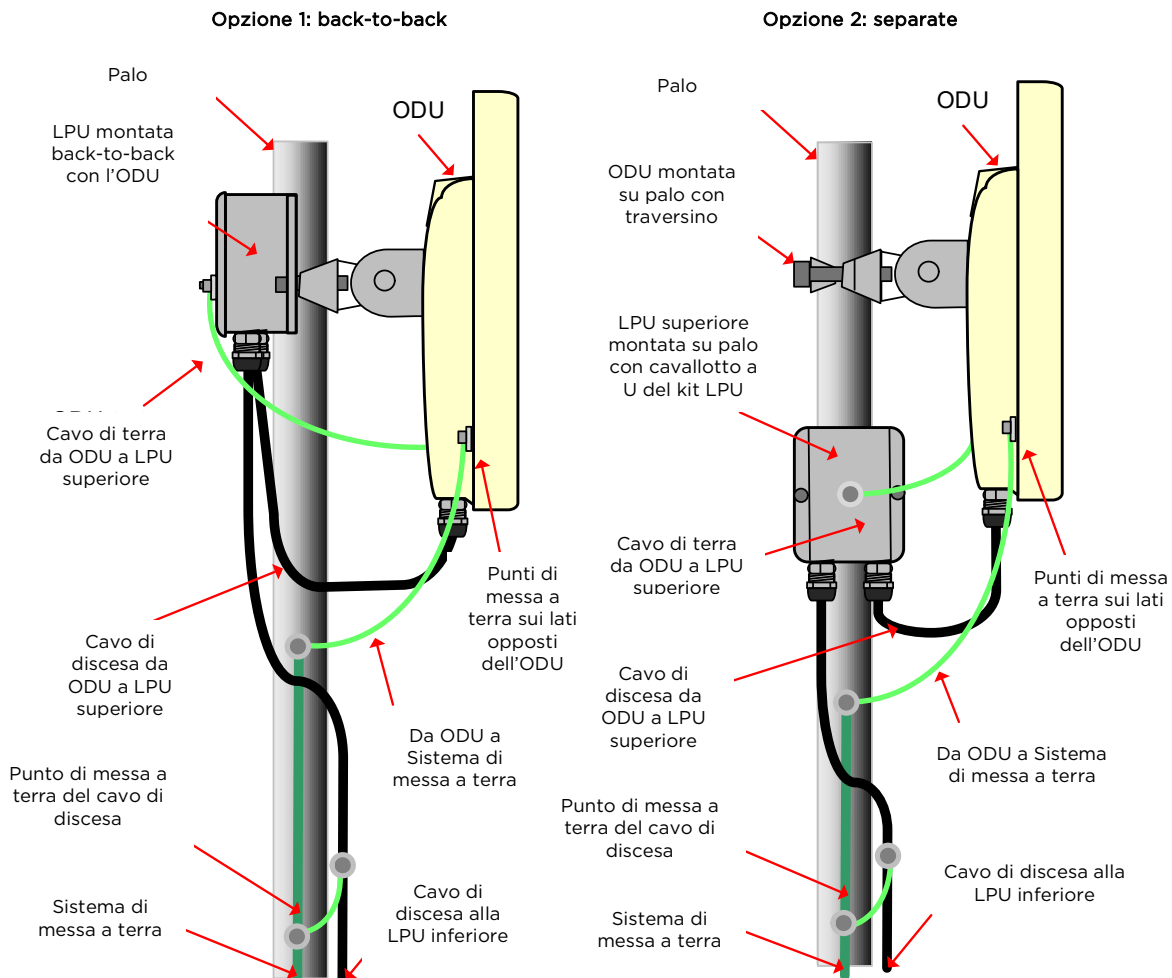 Opzione 1: back-to-back
Palo
LPU montata
back-to-back
con l'ODU
ODU
Cavo di terra
da ODU a LPU
superiore
Punti di
messa a
terra sui lati
opposti
dell'ODU
Cavo di
discesa da
ODU a LPU
superiore
Da ODU a
Sistema di
messa a terra
Punto di messa a
terra del cavo di
discesa
Sistema di
messa a terra
Cavo di
discesa alla
LPU inferiore
Opzione 2: separate
Palo
ODU
ODU montata
su palo con
traversino
LPU superiore
montata su palo
con cavallotto a
U del kit LPU
Cavo di terra
da ODU a LPU
superiore
Punti di messa
a terra sui lati
opposti
dell'ODU
Cavo di
discesa da
ODU a LPU
superiore
Da ODU a Sistema
di messa a terra
Punto di messa a
terra del cavo di
discesa
Cavo di discesa alla
LPU inferiore
Sistema di
messa a terra